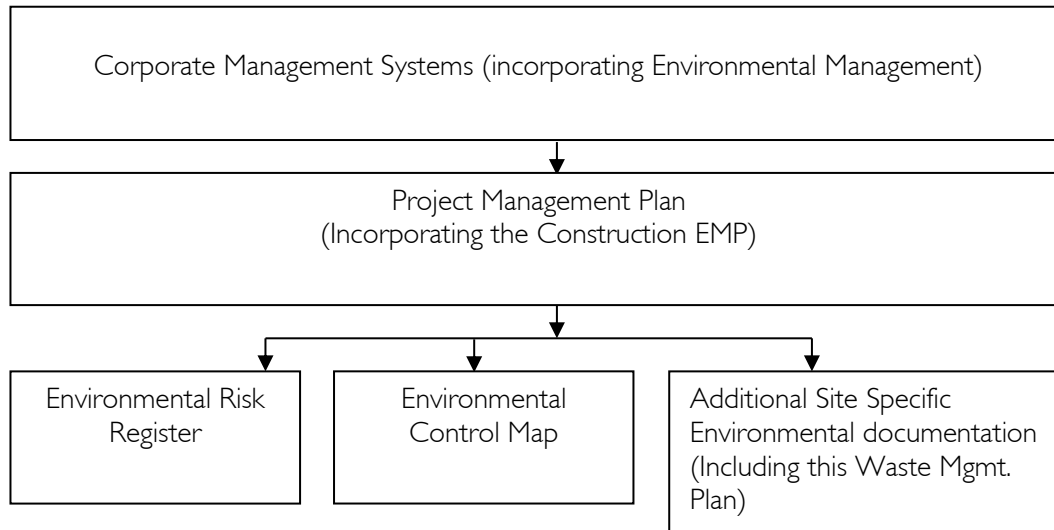 Corporate Management Systems (incorporating Environmental Management)
Project Management Plan
(Incorporating the Construction EMP)
Environmental Risk
Register
Environmental
Control Map
Additional Site Specific
Environmental documentation
(Including this Waste Mgmt.
Plan)